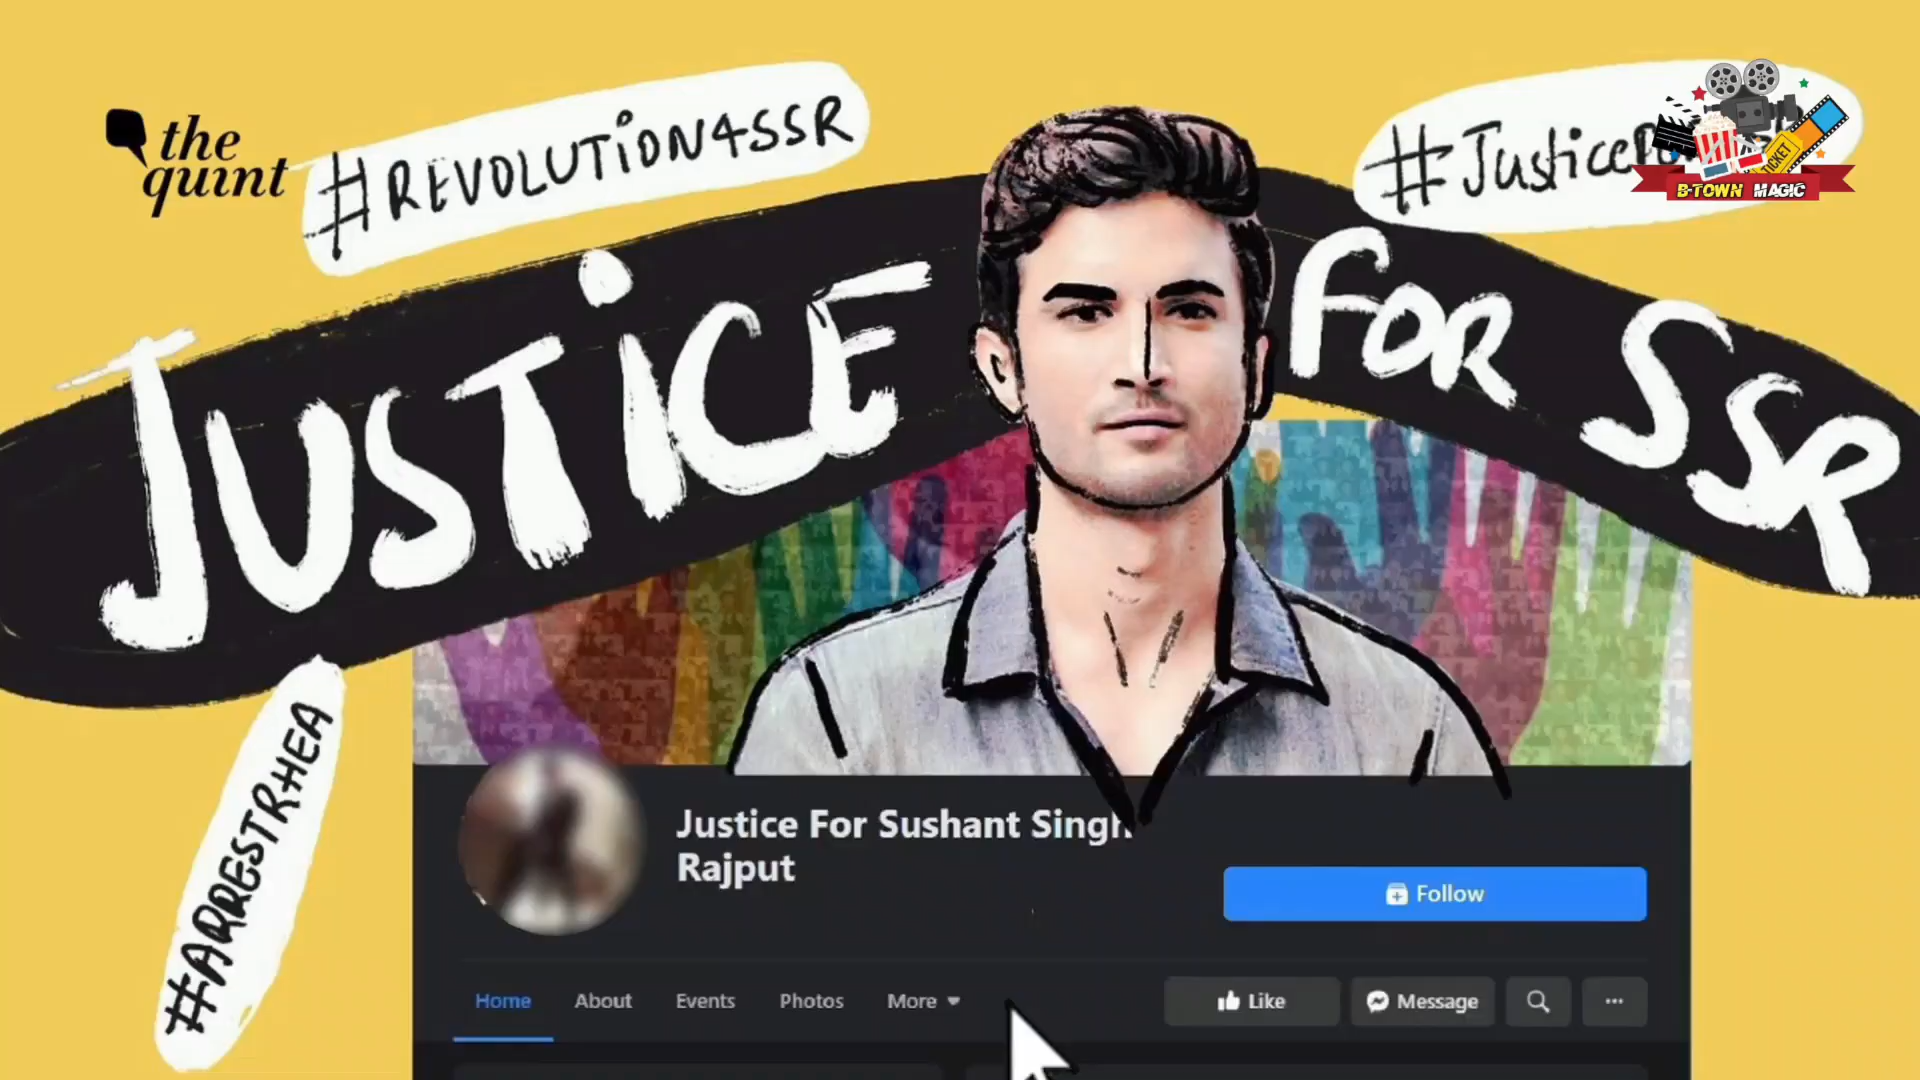 the
quint
#REVOLUTION4SSR
#Justice
B-TOWN MAGIC
TICKET
JUSTICE FOR SSR
#ARRESTRHEA
Justice For Sushant Singh
Rajput
Follow
Home About Events Photos More
Like Message